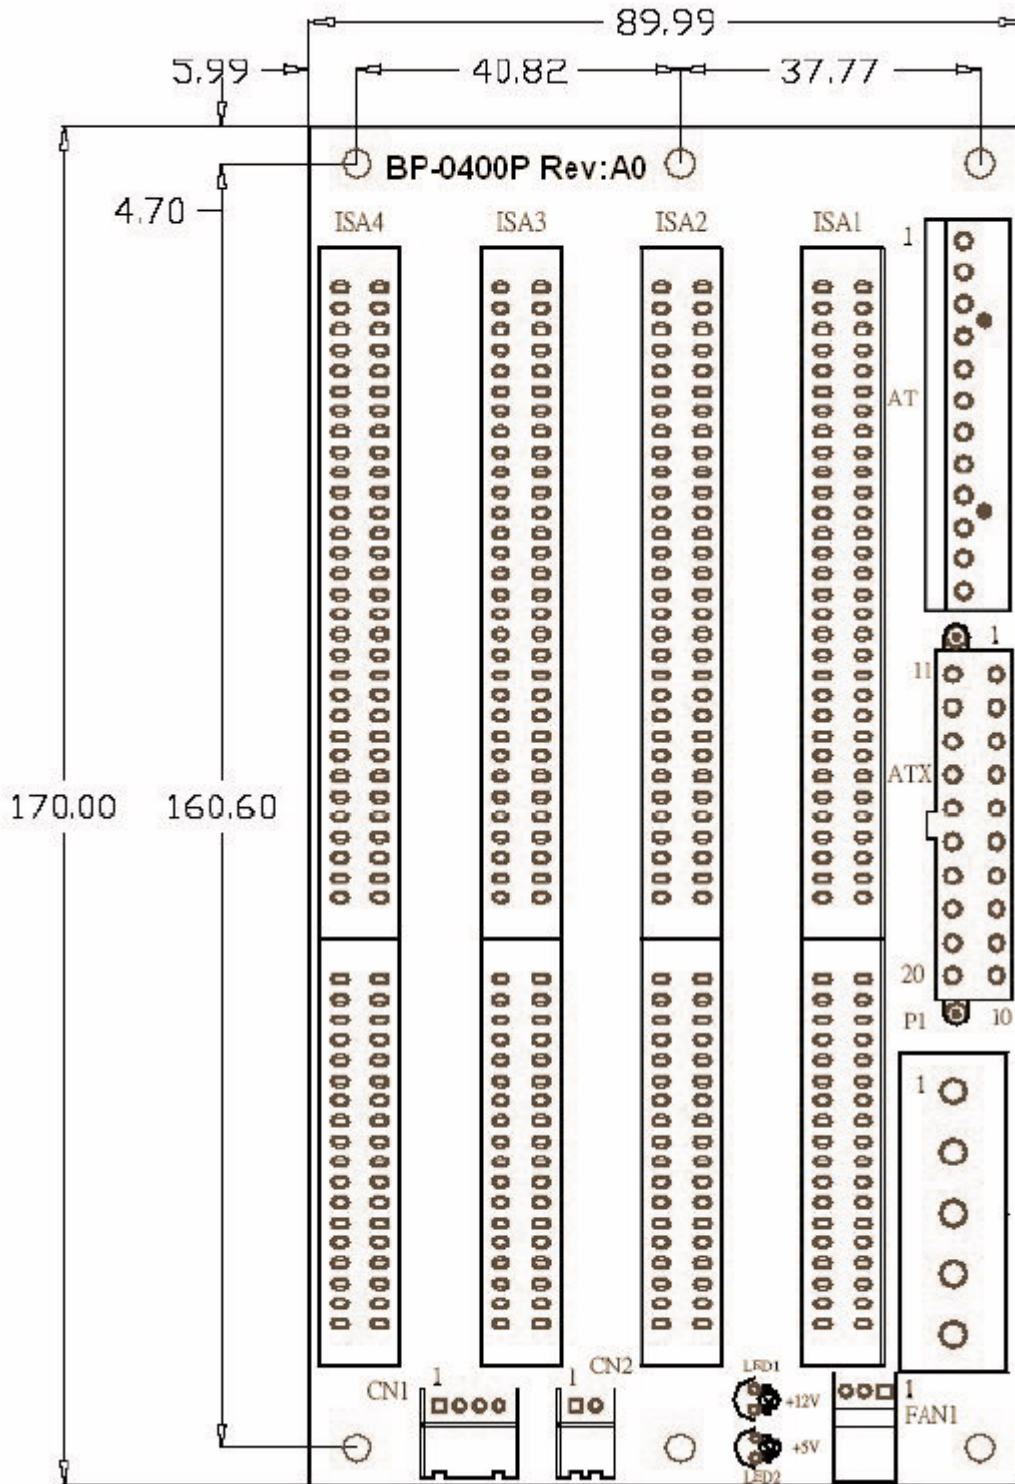 89.99
5.99 40.82 37.77
BP-0400P Rev:A0
4.70
ISA4 ISA3 ISA2 ISA1
1
AT
1
11
ATX
170.00 160.60
20
P1 10
1
CN1 1 1 CN2 LED1
+12V 1
FAN1
+5V
LED2